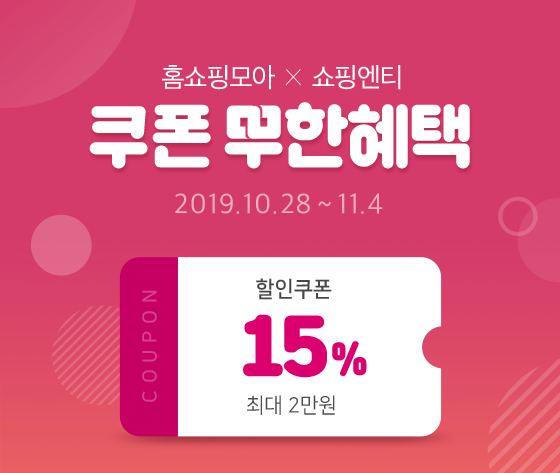 홈쇼핑모아 × 쇼핑엔티
쿠폰 무한혜택
2019.10.28 ~ 11.4
COUPON
할인쿠폰
15%
최대 2만원